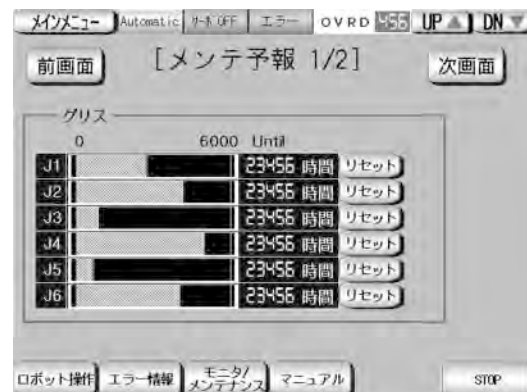 メインメニュー Automatic サーボ OFF エラー OVRD 456 UP DN
前画面 [メンテ予報 1/2] 次画面
グリス
0 6000 Until
J1 23456 時間 リセット
J2 23456 時間 リセット
J3 23456 時間 リセット
J4 23456 時間 リセット
J5 23456 時間 リセット
J6 23456 時間 リセット
ロボット操作 エラー情報 モニタ/メンテナンス マニュアル STOP